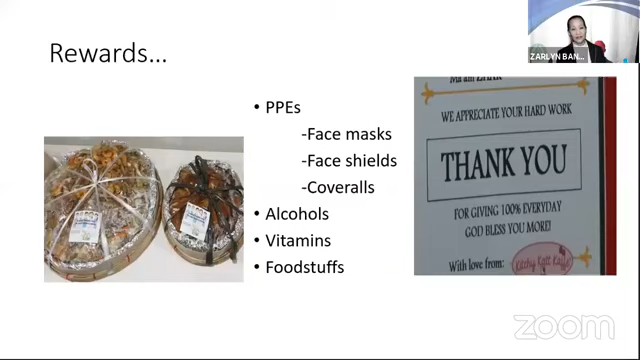 Rewards...
• PPEs
-Face masks
-Face shields
-Coveralls
• Alcohols
• Vitamins
• Foodstuffs
WE APPRECIATE YOUR HARD WORK
THANK YOU
FOR GIVING 100% EVERYDAY
GOD BLESS YOU MORE!
With love from:
ZARLYN BAN...
zoom